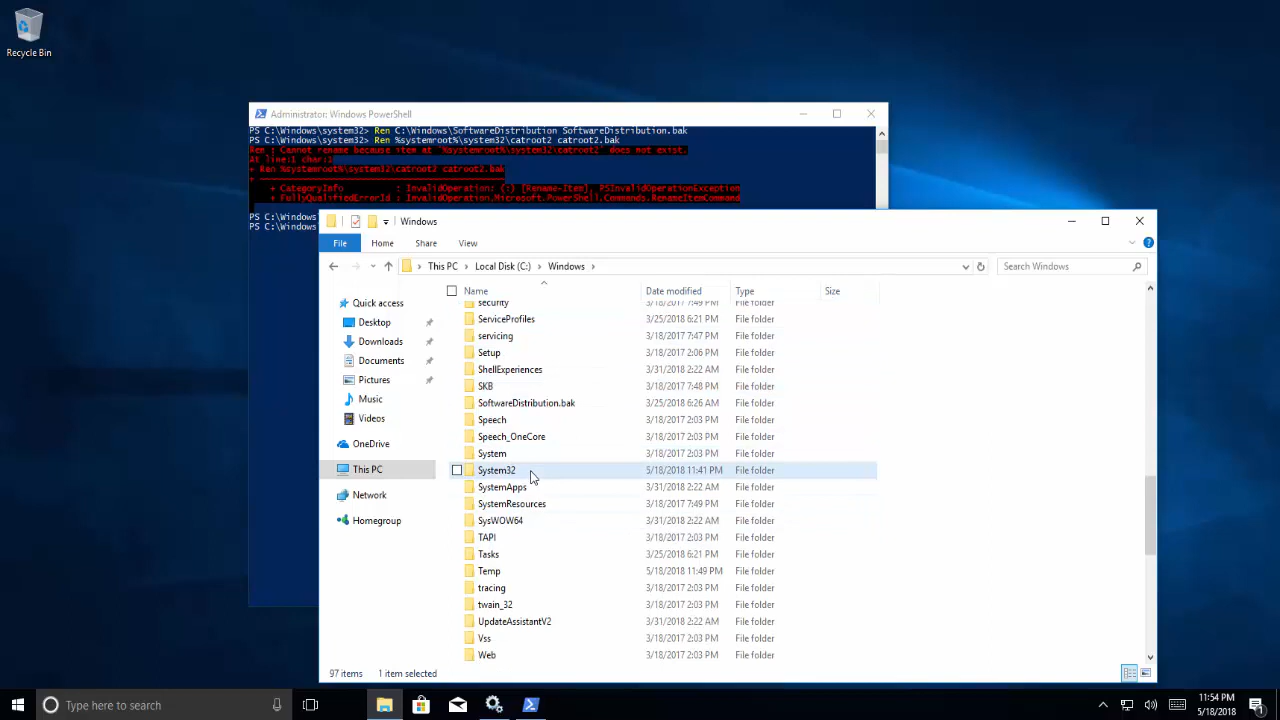 Recycle Bin
Administrator: Windows PowerShell
PS C:\Windows\system32> Ren C:\Windows\SoftwareDistribution SoftwareDistribution.bak
PS C:\Windows\system32> Ren %systemroot%\system32\catroot2 catroot2.bak
Ren : Cannot rename because item at '%systemroot%\system32\catroot2' does not exist.
At line:1 char:1
+ Ren %systemroot%\system32\catroot2 catroot2.bak
+ CategoryInfo : InvalidOperation: (:) [Rename-Item], PSInvalidOperationException
+ FullyQualifiedErrorId : InvalidOperation,Microsoft.PowerShell.Commands.RenameItemCommand
PS C:\Windows
PS C:\Windows
Windows
File Home Share View
This PC Local Disk (C:) Windows
Search Windows
Name Date modified Type Size
Quick access
Desktop
Downloads
Documents
Pictures
Music
Videos
OneDrive
This PC
Network
Homegroup
security 3/18/2017 7:49 PM File folder
ServiceProfiles 3/25/2018 6:21 PM File folder
servicing 3/18/2017 7:47 PM File folder
Setup 3/18/2017 2:06 PM File folder
ShellExperiences 3/31/2018 2:22 AM File folder
SKB 3/18/2017 7:48 PM File folder
SoftwareDistribution.bak 3/25/2018 6:26 AM File folder
Speech 3/18/2017 2:03 PM File folder
Speech_OneCore 3/18/2017 2:03 PM File folder
System 3/18/2017 2:03 PM File folder
System32 5/18/2018 11:41 PM File folder
SystemApps 3/31/2018 2:22 AM File folder
SystemResources 3/18/2017 7:49 PM File folder
SysWOW64 3/31/2018 2:22 AM File folder
TAPI 3/18/2017 2:03 PM File folder
Tasks 3/25/2018 6:21 PM File folder
Temp 5/18/2018 11:49 PM File folder
tracing 3/18/2017 2:03 PM File folder
twain_32 3/18/2017 2:03 PM File folder
UpdateAssistantV2 3/31/2018 2:22 AM File folder
Vss 3/18/2017 2:03 PM File folder
Web 3/18/2017 2:03 PM File folder
97 items 1 item selected
Type here to search
11:54 PM
5/18/2018
1